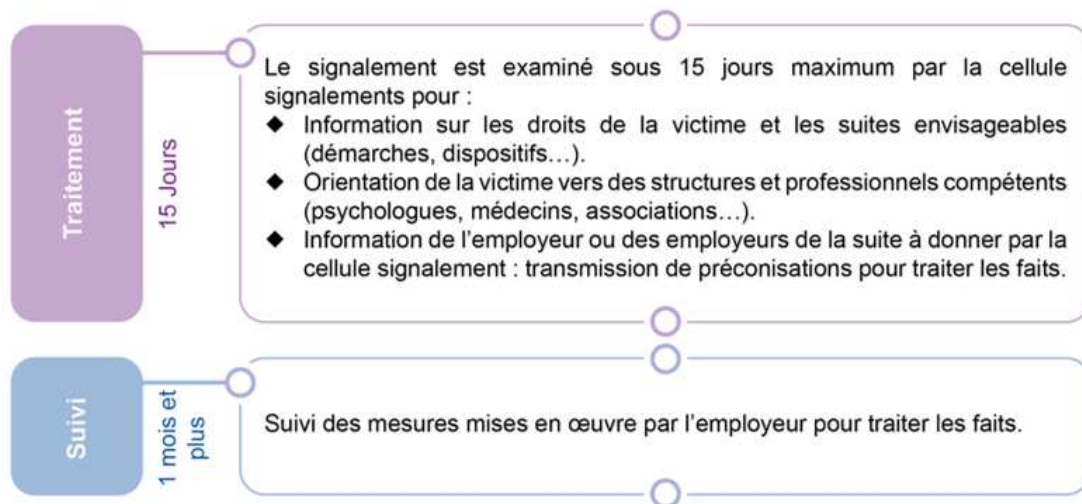 Traitement
15 Jours
Le signalement est examiné sous 15 jours maximum par la cellule
signalements pour :
◆ Information sur les droits de la victime et les suites envisageables
(démarches, dispositifs…).
◆ Orientation de la victime vers des structures et professionnels compétents
(psychologues, médecins, associations…).
◆ Information de l’employeur ou des employeurs de la suite à donner par la
cellule signalement : transmission de préconisations pour traiter les faits.
Suivi
1 mois et
plus
Suivi des mesures mises en œuvre par l’employeur pour traiter les faits.